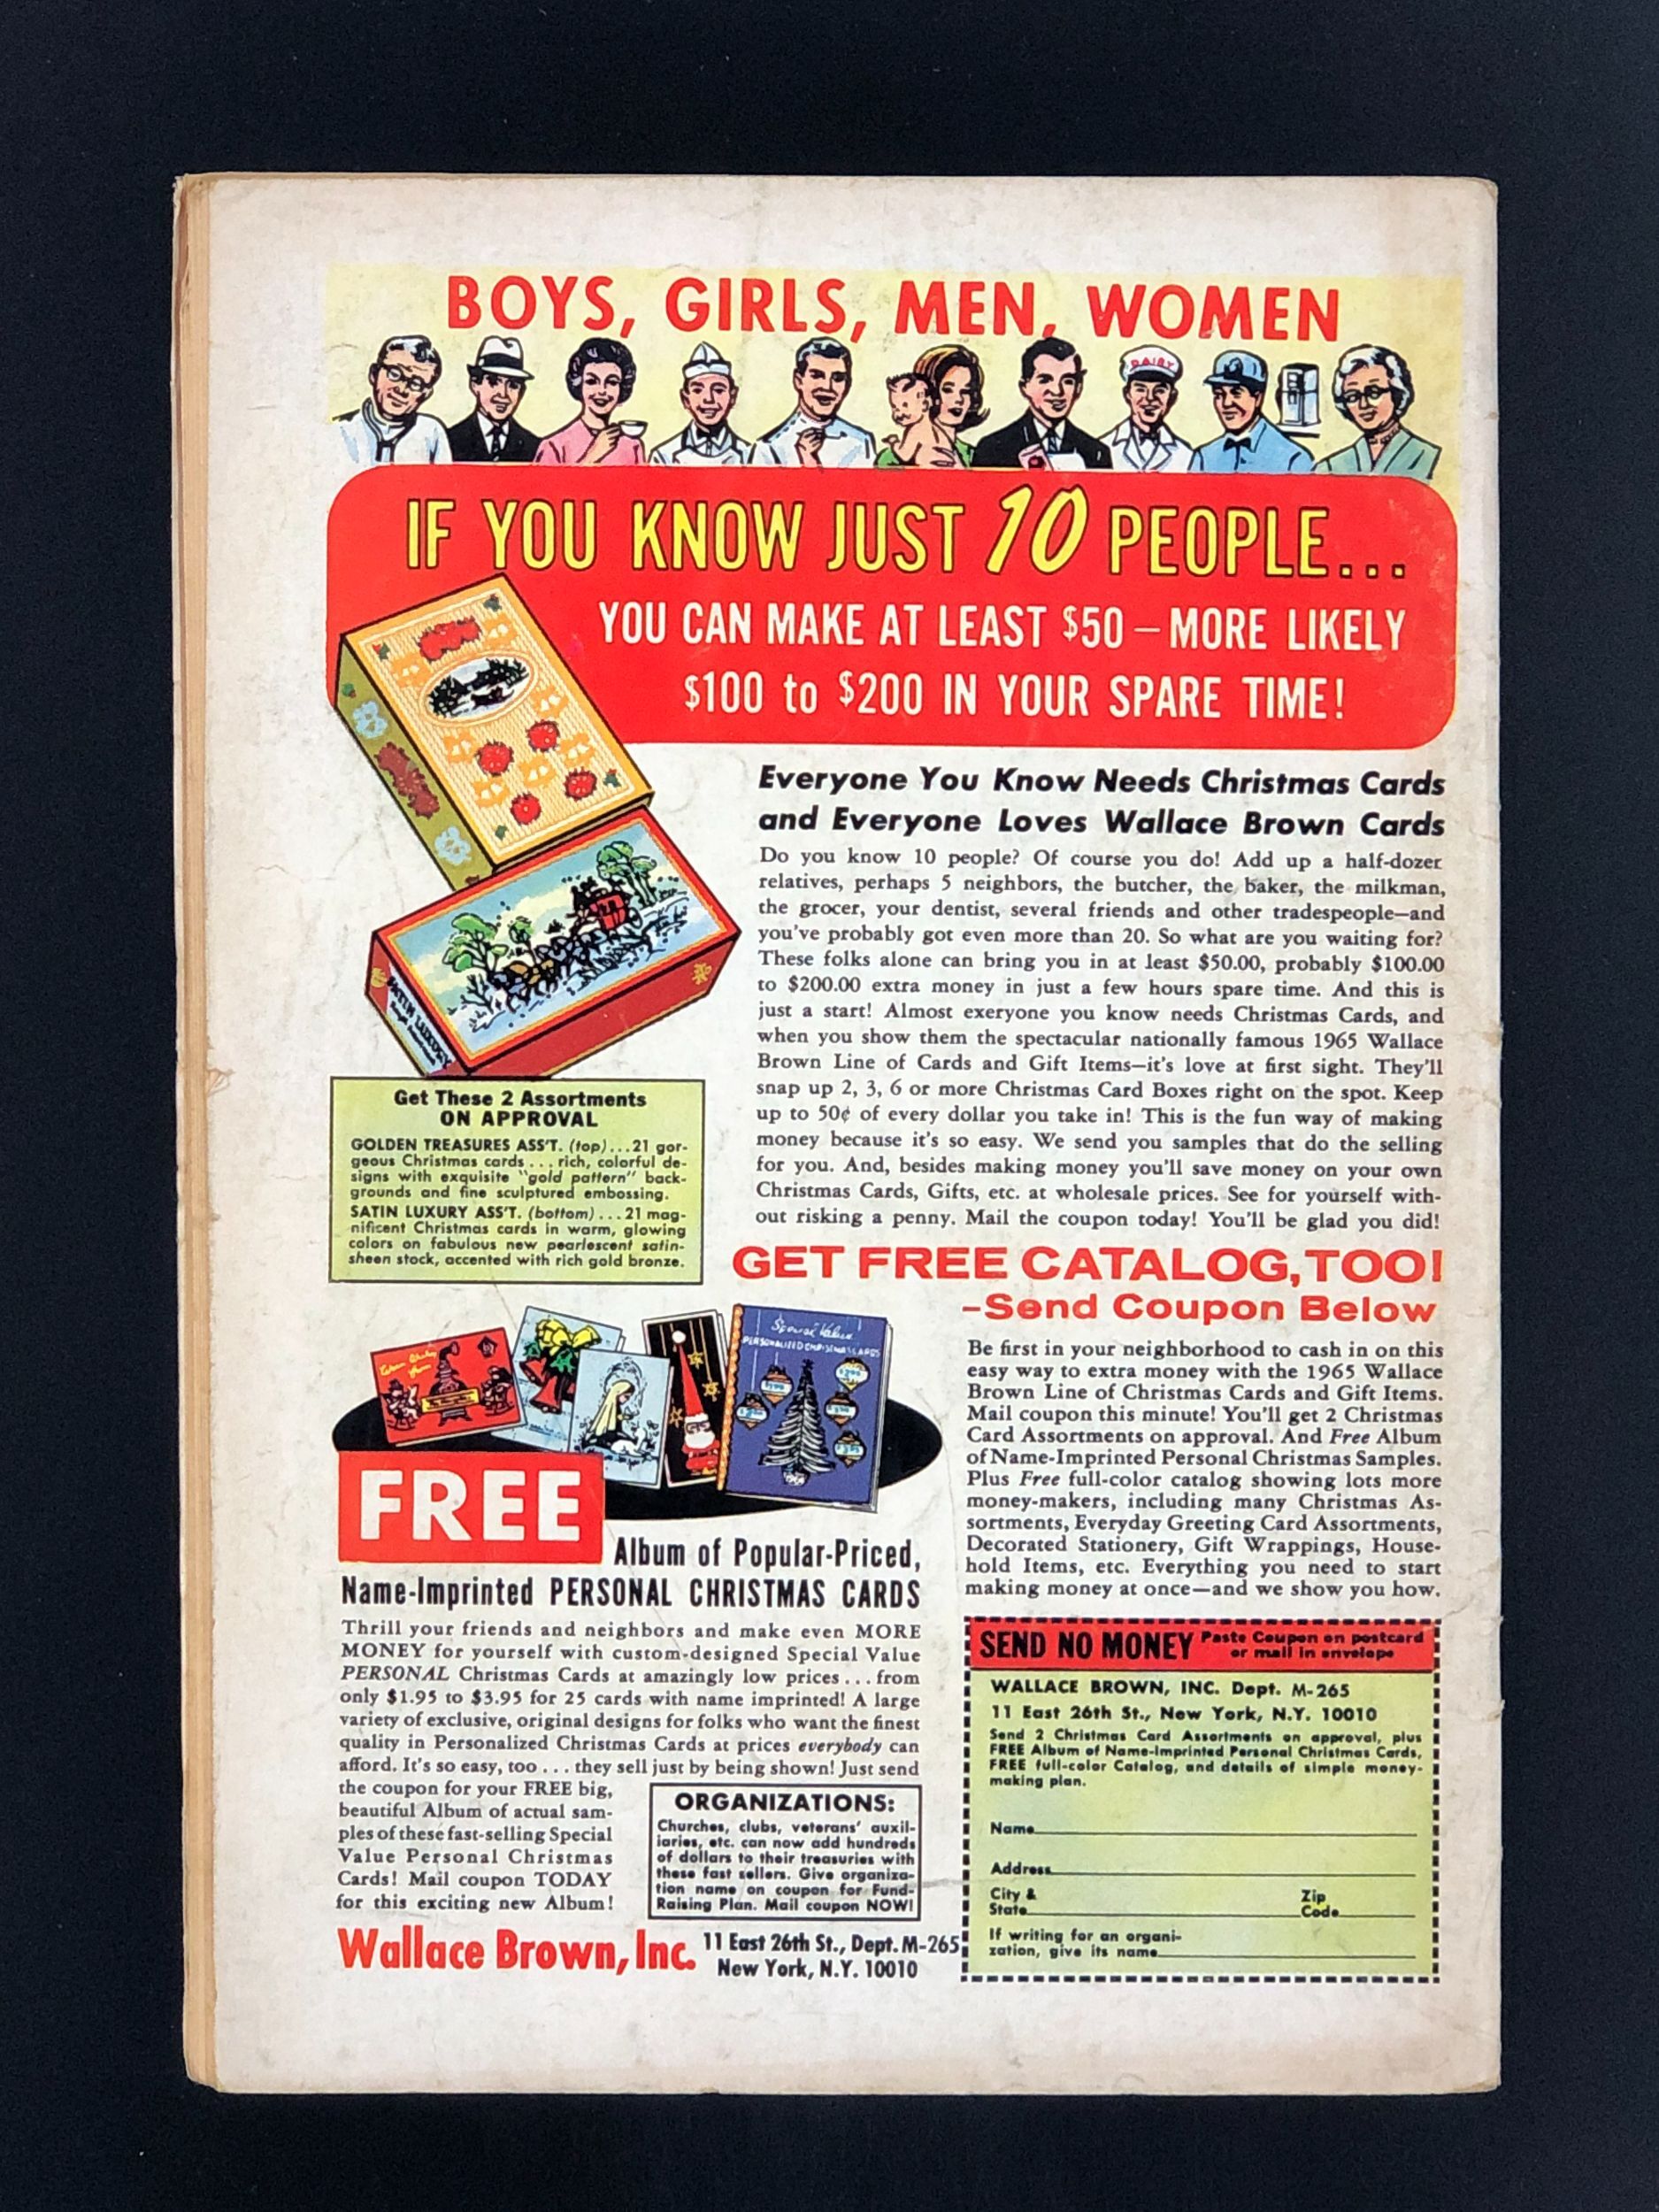 BOYS, GIRLS, MEN, WOMEN
DAIRY
IF YOU KNOW JUST 10 PEOPLE...
YOU CAN MAKE AT LEAST $50 – MORE LIKELY
$100 to $200 IN YOUR SPARE TIME!
SATIN LUXURY
Everyone You Know Needs Christmas Cards
and Everyone Loves Wallace Brown Cards
Do you know 10 people? Of course you do! Add up a half-dozen
relatives, perhaps 5 neighbors, the butcher, the baker, the milkman,
the grocer, your dentist, several friends and other tradespeople—and
you've probably got even more than 20. So what are you waiting for?
These folks alone can bring you in at least $50.00, probably $100.00
to $200.00 extra money in just a few hours spare time. And this is
just a start! Almost exeryone you know needs Christmas Cards, and
when you show them the spectacular nationally famous 1965 Wallace
Brown Line of Cards and Gift Items—it's love at first sight. They'll
snap up 2, 3, 6 or more Christmas Card Boxes right on the spot. Keep
up to 50¢ of every dollar you take in! This is the fun way of making
money because it's so easy. We send you samples that do the selling
for you. And, besides making money you'll save money on your own
Christmas Cards, Gifts, etc. at wholesale prices. See for yourself with-
out risking a penny. Mail the coupon today! You'll be glad you did!
Get These 2 Assortments
ON APPROVAL
GOLDEN TREASURES ASS'T. (top)...21 gor-
geous Christmas cards...rich, colorful de-
signs with exquisite "gold pattern" back-
grounds and fine sculptured embossing.
SATIN LUXURY ASS'T. (bottom)...21 mag-
nificent Christmas cards in warm, glowing
colors on fabulous new pearlescent satin-
sheen stock, accented with rich gold bronze.
GET FREE CATALOG, TOO!
–Send Coupon Below
Be first in your neighborhood to cash in on this
easy way to extra money with the 1965 Wallace
Brown Line of Christmas Cards and Gift Items.
Mail coupon this minute! You'll get 2 Christmas
Card Assortments on approval. And Free Album
of Name-Imprinted Personal Christmas Samples.
Plus Free full-color catalog showing lots more
money-makers, including many Christmas As-
sortments, Everyday Greeting Card Assortments,
Decorated Stationery, Gift Wrappings, House-
hold Items, etc. Everything you need to start
making money at once—and we show you how.
Special Value
PERSONALIZED CHRISTMAS CARDS
FREE
Album of Popular-Priced,
Name-Imprinted PERSONAL CHRISTMAS CARDS
Thrill your friends and neighbors and make even MORE
MONEY for yourself with custom-designed Special Value
PERSONAL Christmas Cards at amazingly low prices...from
only $1.95 to $3.95 for 25 cards with name imprinted! A large
variety of exclusive, original designs for folks who want the finest
quality in Personalized Christmas Cards at prices everybody can
afford. It's so easy, too...they sell just by being shown! Just send
the coupon for your FREE big,
beautiful Album of actual sam-
ples of these fast-selling Special
Value Personal Christmas
Cards! Mail coupon TODAY
for this exciting new Album!
ORGANIZATIONS:
Churches, clubs, veterans' auxil-
iaries, etc. can now add hundreds
of dollars to their treasuries with
these fast sellers. Give organiza-
tion name on coupon for Fund-
Raising Plan. Mail coupon NOW!
Wallace Brown, Inc. 11 East 26th St., Dept. M-265
New York, N.Y. 10010
SEND NO MONEY Paste Coupon on postcard
or mail in envelope
WALLACE BROWN, INC. Dept. M-265
11 East 26th St., New York, N.Y. 10010
Send 2 Christmas Card Assortments on approval, plus
FREE Album of Name-Imprinted Personal Christmas Cards,
FREE full-color Catalog, and details of simple money-
making plan.
Name
Address
City & State Zip Code
If writing for an organi-
zation, give its name